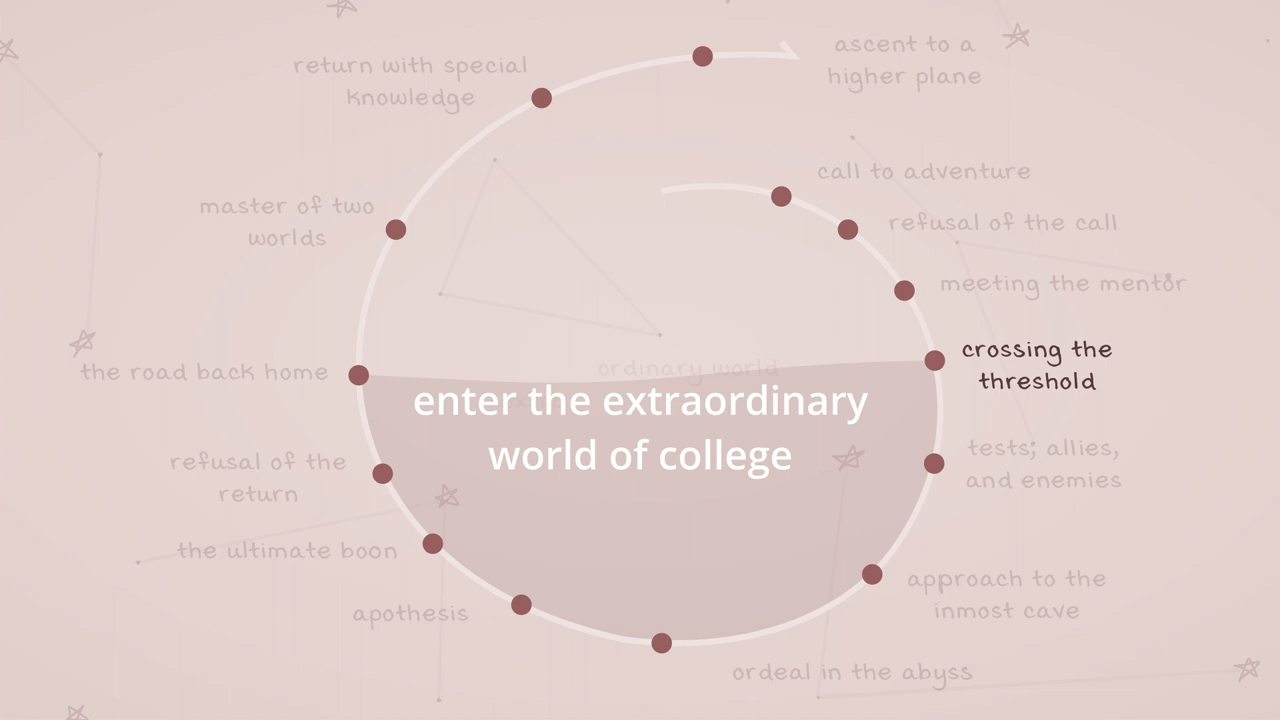 return with special
knowledge
ascent to a
higher plane
call to adventure
master of two
worlds
refusal of the call
meeting the mentor
crossing the
threshold
the road back home
ordinary world
enter the extraordinary
world of college
tests; allies,
and enemies
refusal of the
return
the ultimate boon
approach to the
inmost cave
apothesis
ordeal in the abyss